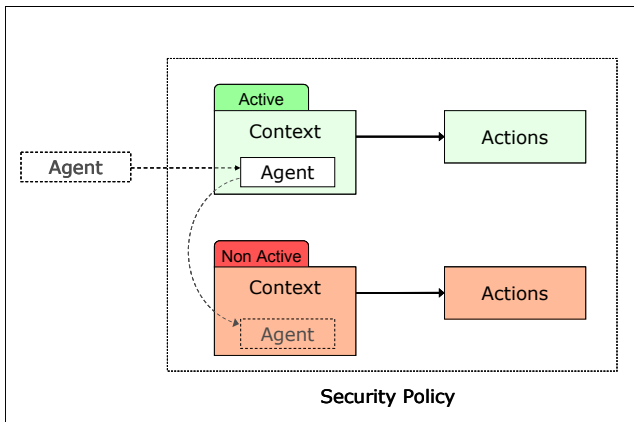 Active
Context
Actions
Agent
Agent
Non Active
Context
Actions
Agent
Security Policy